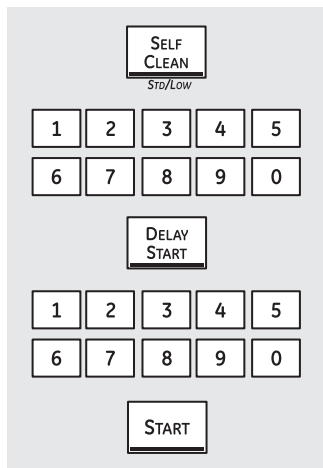 SELF
CLEAN
STD/LOW
1 2 3 4 5
6 7 8 9 0
DELAY
START
1 2 3 4 5
6 7 8 9 0
START